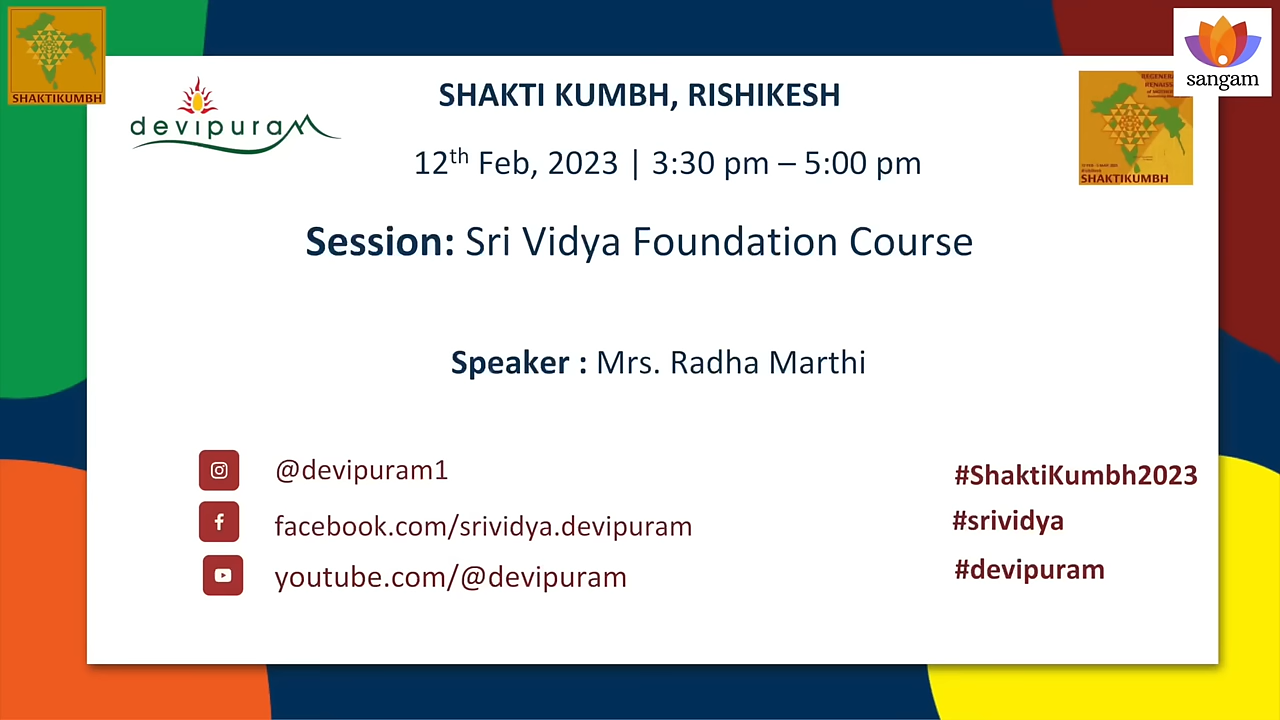 SHAKTIKUMBH
sangam
devipuram
SHAKTI KUMBH, RISHIKESH
12th Feb, 2023 | 3:30 pm – 5:00 pm
SHAKTIKUMBH
Session: Sri Vidya Foundation Course
Speaker : Mrs. Radha Marthi
@devipuram1
facebook.com/srividya.devipuram
youtube.com/@devipuram
#ShaktiKumbh2023
#srividya
#devipuram